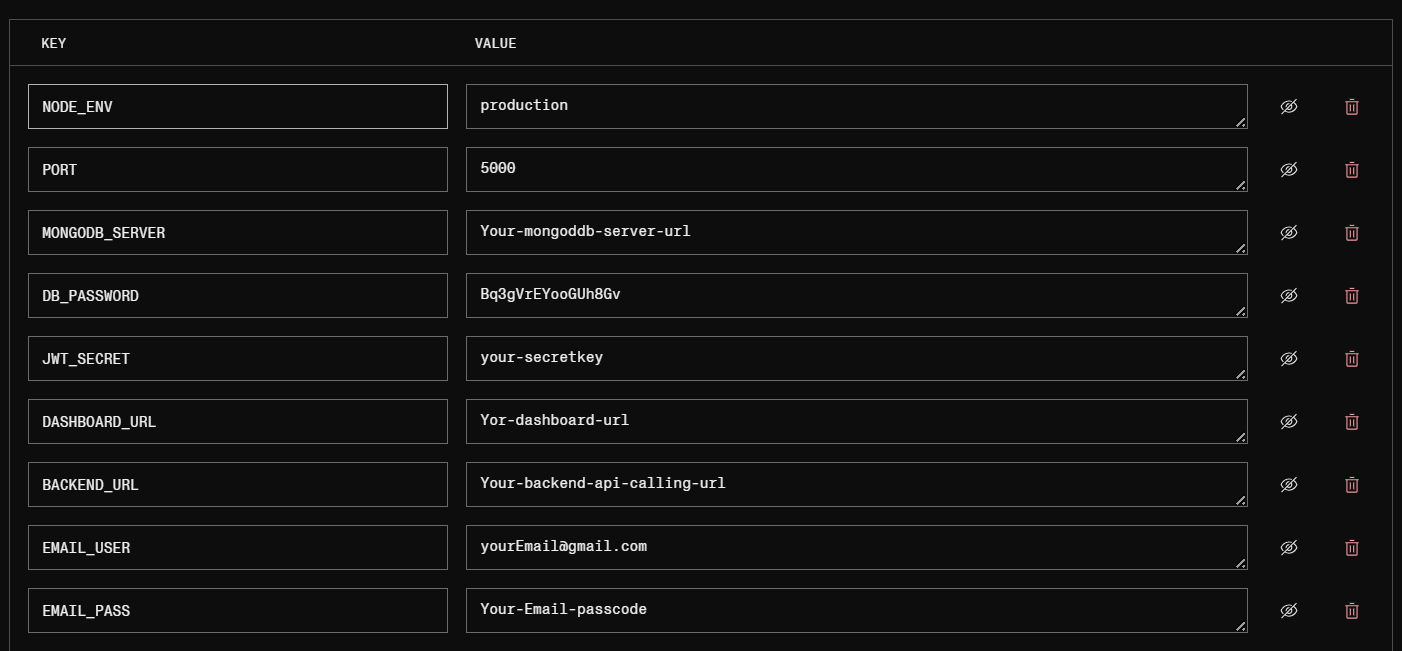 KEY VALUE
NODE_ENV production
PORT 5000
MONGODB_SERVER Your-mongoddb-server-url
DB_PASSWORD Bq3gVrEYooGUh8Gv
JWT_SECRET your-secretkey
DASHBOARD_URL Yor-dashboard-url
BACKEND_URL Your-backend-api-calling-url
EMAIL_USER yourEmail@gmail.com
EMAIL_PASS Your-Email-passcode